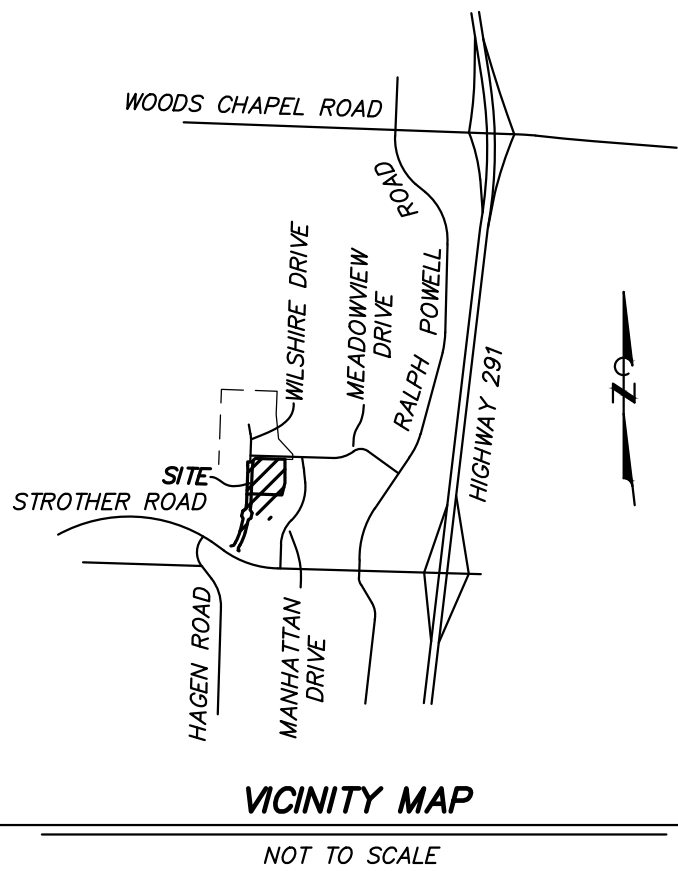 WOODS CHAPEL ROAD
ROAD
RALPH POWELL
WILSHIRE DRIVE
MEADOWVIEW
DRIVE
HIGHWAY 291
N
SITE
STROTHER ROAD
HAGEN ROAD
MANHATTAN
DRIVE
VICINITY MAP
NOT TO SCALE